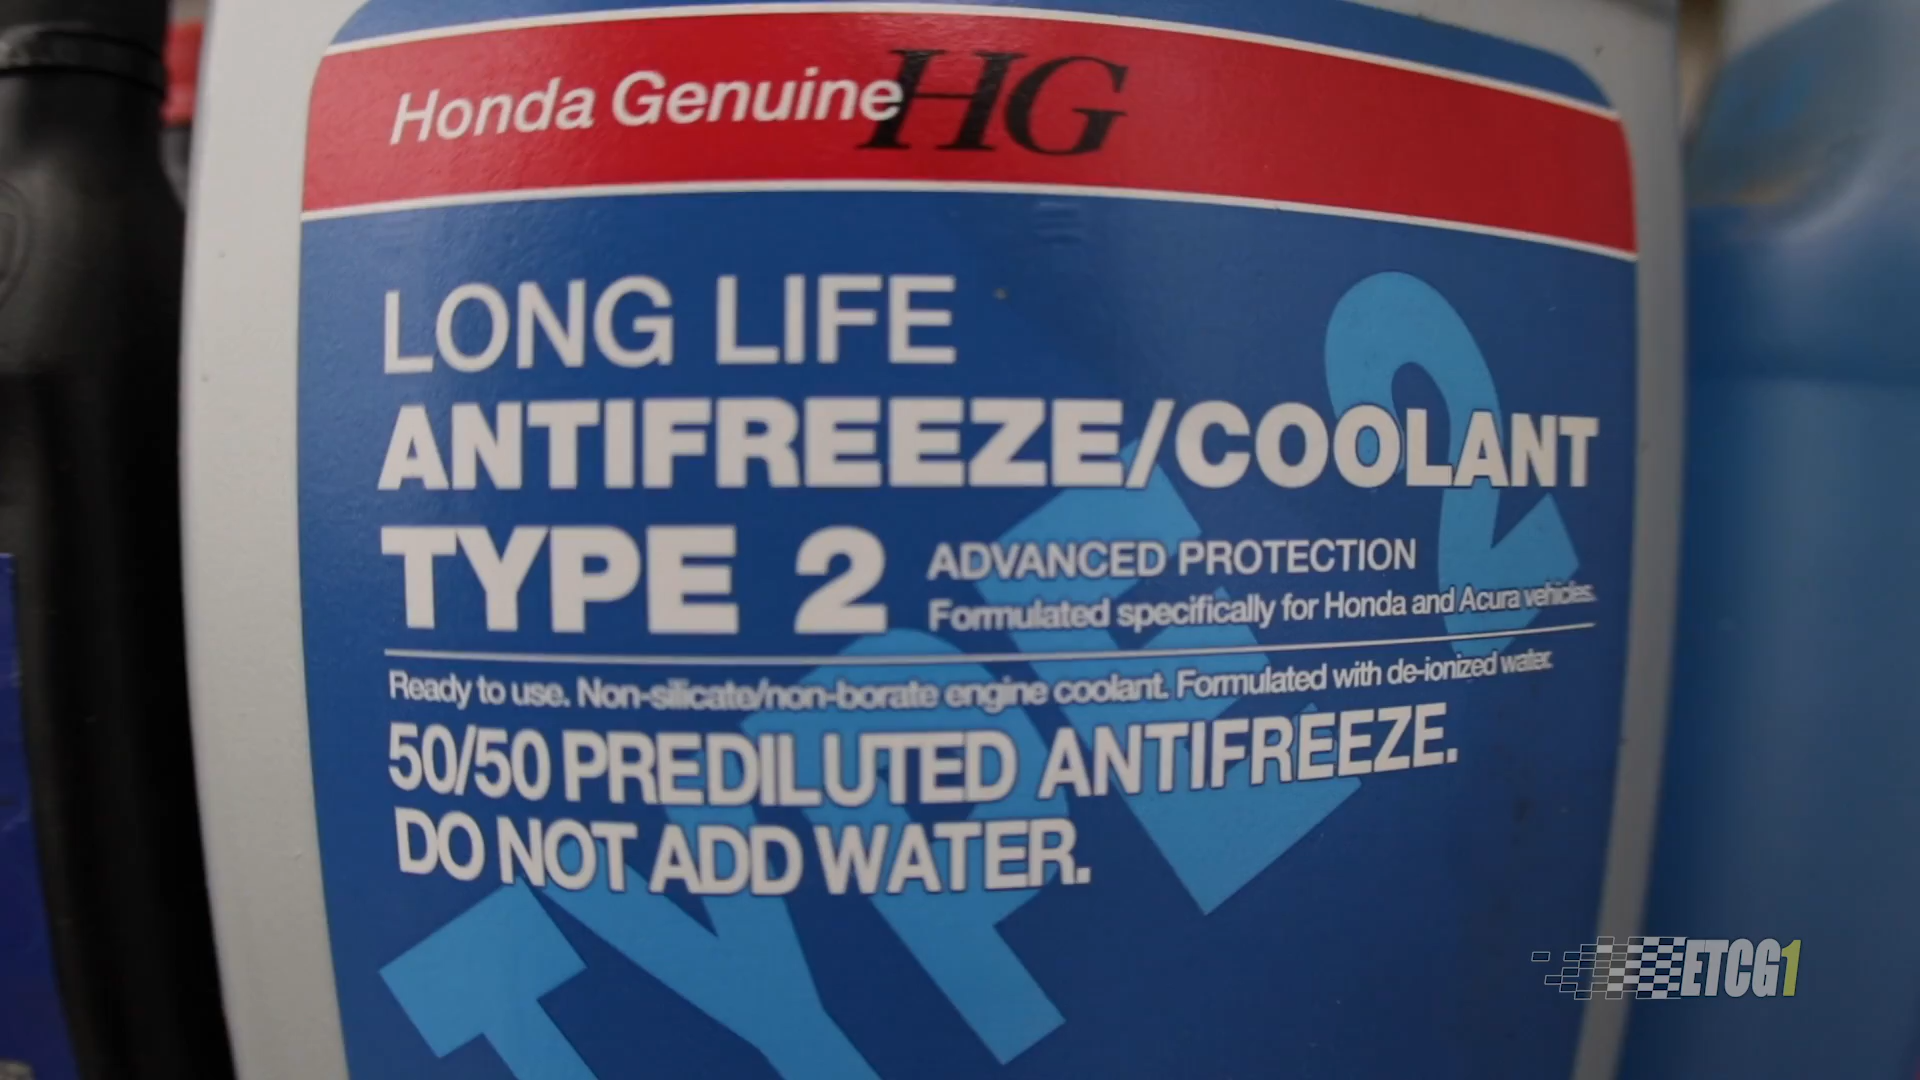 Honda Genuine HG
LONG LIFE
ANTIFREEZE/COOLANT
TYPE 2
ADVANCED PROTECTION
Formulated specifically for Honda and Acura vehicles.
Ready to use. Non-silicate/non-borate engine coolant. Formulated with de-ionized water.
50/50 PREDILUTED ANTIFREEZE.
DO NOT ADD WATER.
TYPE 2
ETCG1